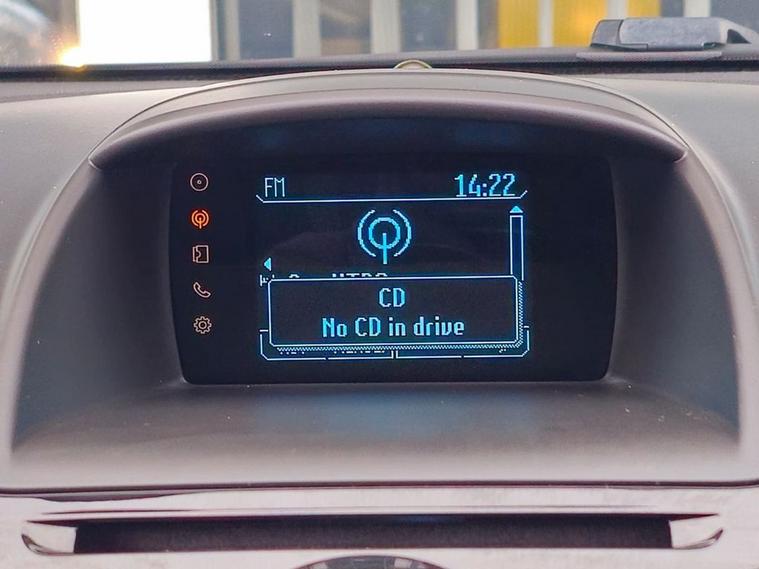 FM 14:22
CD
No CD in drive